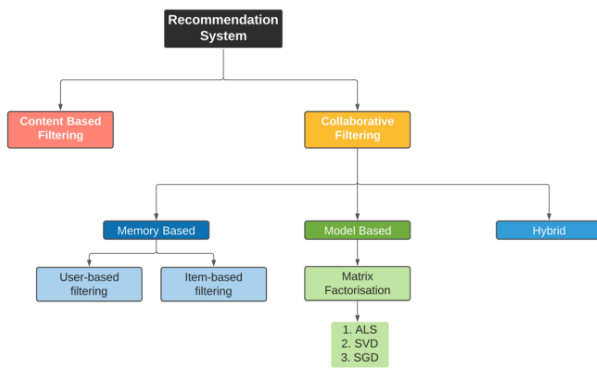 Recommendation
System
Content Based
Filtering
Collaborative
Filtering
Memory Based
Model Based
Hybrid
User-based
filtering
Item-based
filtering
Matrix
Factorisation
1. ALS
2. SVD
3. SGD